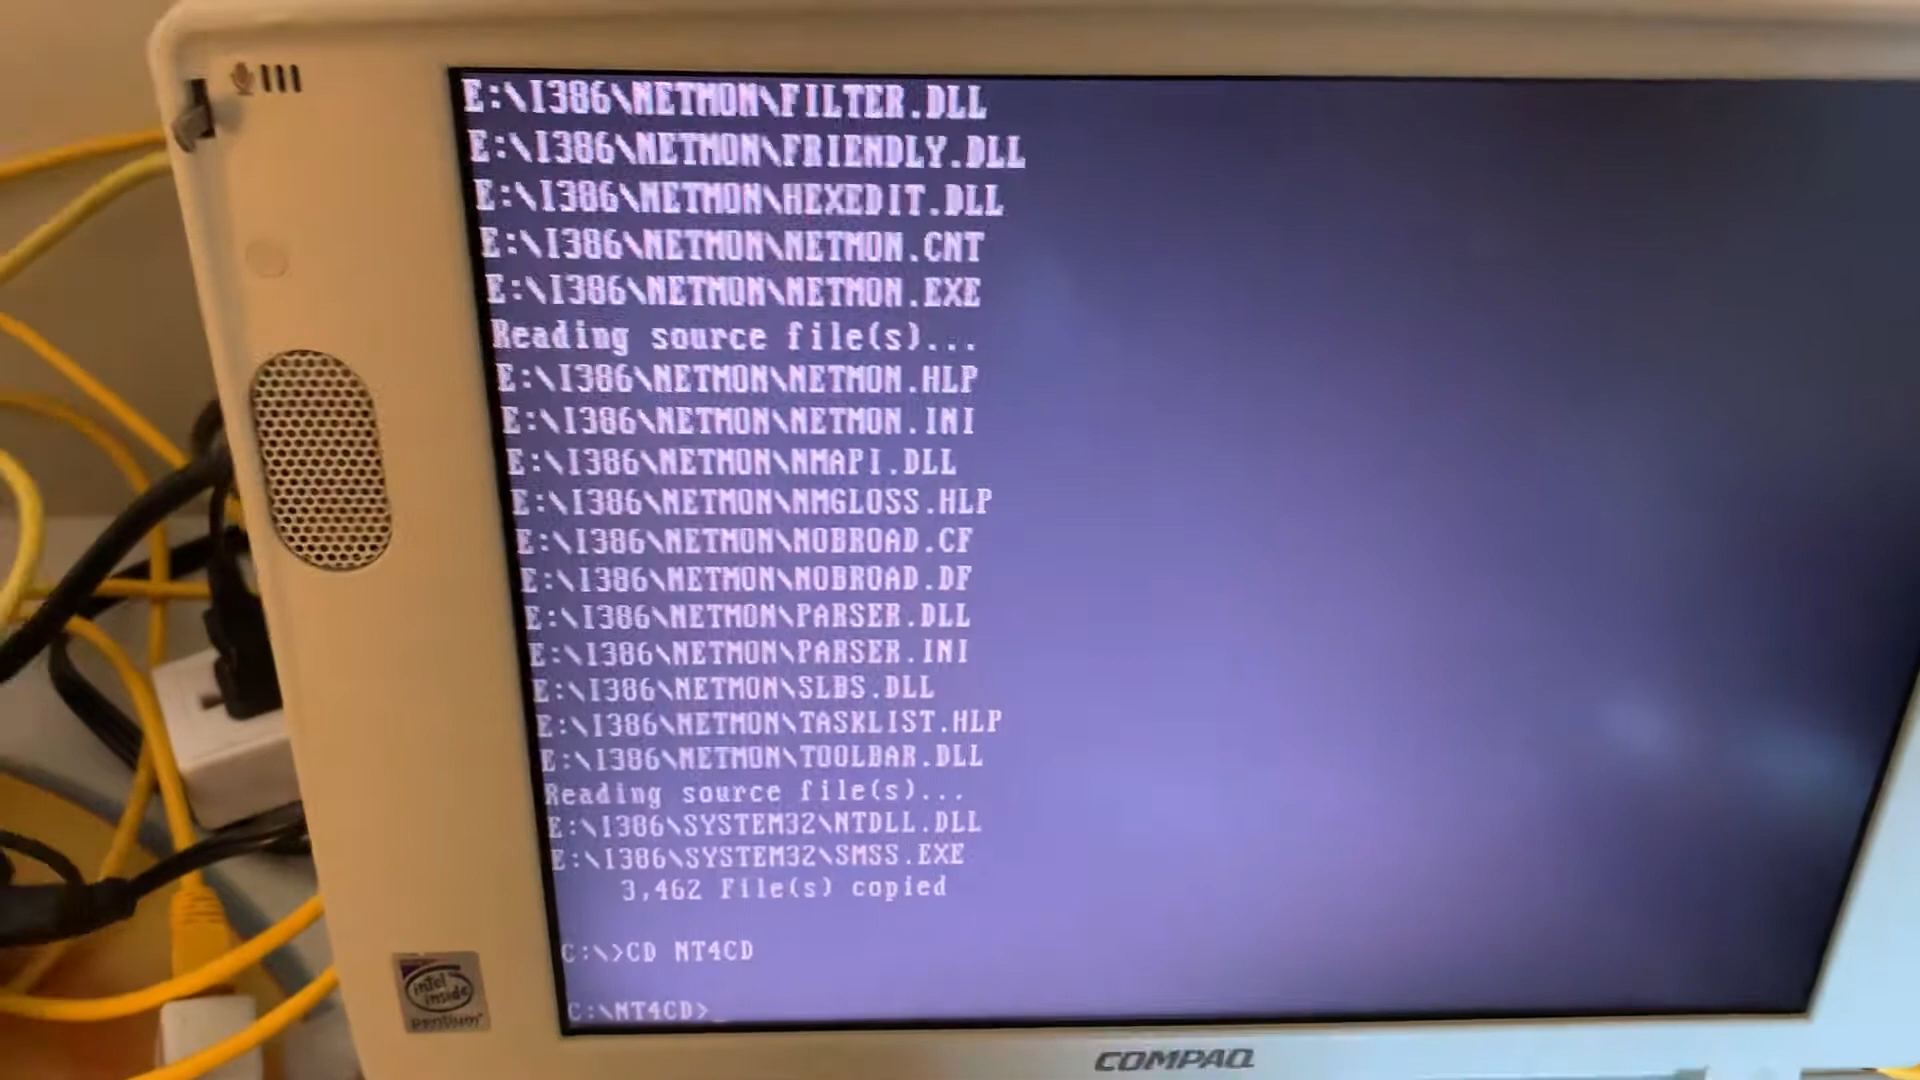 E:\I386\NETMON\FILTER.DLL
E:\I386\NETMON\FRIENDLY.DLL
E:\I386\NETMON\HEXEDIT.DLL
E:\I386\NETMON\NETMON.CNT
E:\I386\NETMON\NETMON.EXE
Reading source file(s)...
E:\I386\NETMON\NETMON.HLP
E:\I386\NETMON\NETMON.INI
E:\I386\NETMON\NMAPI.DLL
E:\I386\NETMON\NMGLOSS.HLP
E:\I386\NETMON\NOBROAD.CF
E:\I386\NETMON\NOBROAD.DF
E:\I386\NETMON\PARSER.DLL
E:\I386\NETMON\PARSER.INI
E:\I386\NETMON\SLBS.DLL
E:\I386\NETMON\TASKLIST.HLP
E:\I386\NETMON\TOOLBAR.DLL
Reading source file(s)...
E:\I386\SYSTEM32\NTDLL.DLL
E:\I386\SYSTEM32\SMSS.EXE
3,462 File(s) copied
C:\>CD NT4CD
C:\NT4CD>_
intel
inside
pentium
COMPAQ